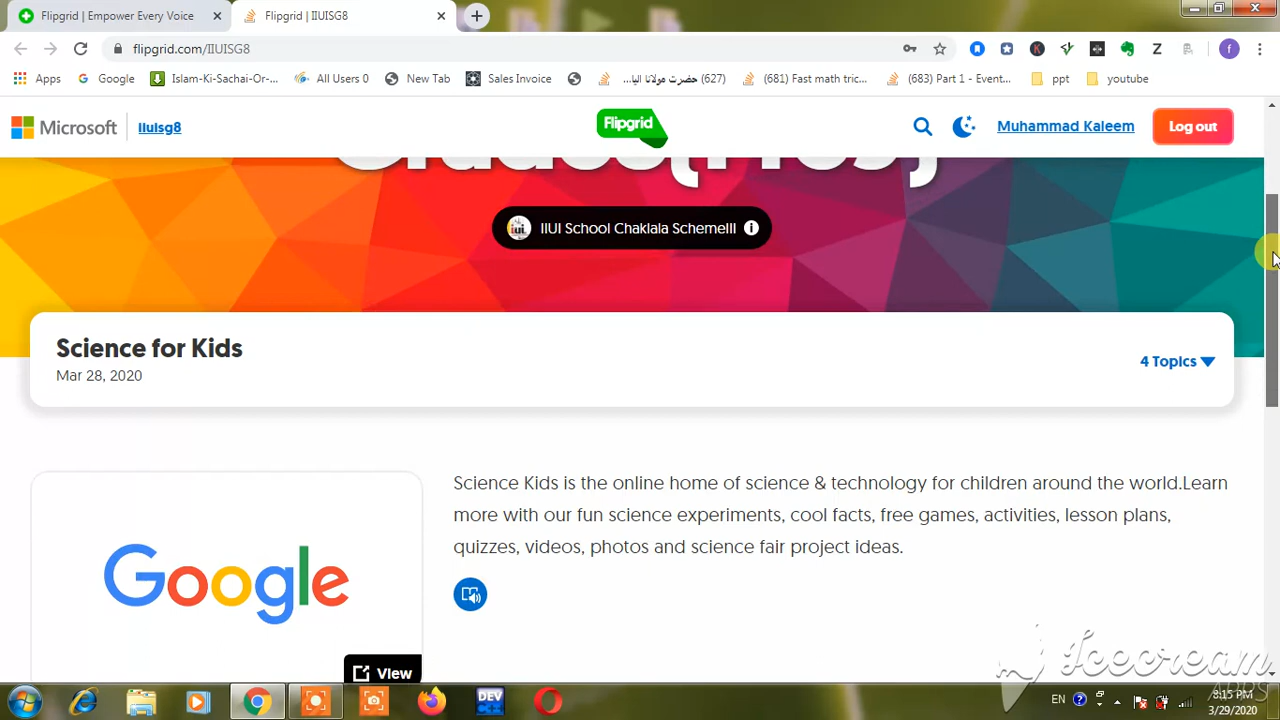 Flipgrid | Empower Every Voice
Flipgrid | IIUISG8
flipgrid.com/IIUISG8
Apps
Google
Islam-Ki-Sachai-Or-...
All Users 0
New Tab
Sales Invoice
(627) حضرت مولانا الیا...
(681) Fast math tric...
(683) Part 1 - Event...
ppt
youtube
Microsoft
iiuisg8
Flipgrid
Muhammad Kaleem
Log out
IIUI School Chaklala SchemeIII
Science for Kids
Mar 28, 2020
4 Topics
Science Kids is the online home of science & technology for children around the world.Learn
more with our fun science experiments, cool facts, free games, activities, lesson plans,
quizzes, videos, photos and science fair project ideas.
Google
View
Icecream
APPS
DEV
EN
8:15 PM
3/29/2020